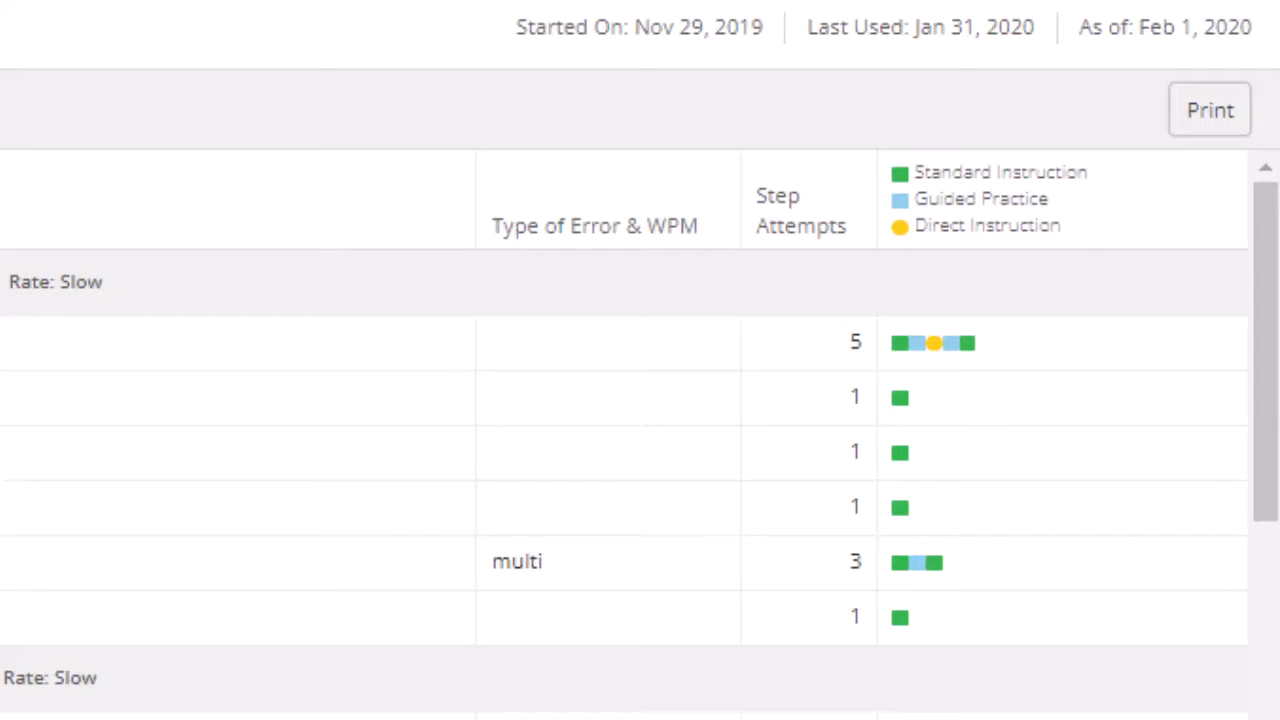 Started On: Nov 29, 2019 Last Used: Jan 31, 2020 As of: Feb 1, 2020
Print
Type of Error & WPM
Step
Attempts
Standard Instruction
Guided Practice
Direct Instruction
Rate: Slow
5
1
1
1
multi 3
1
Rate: Slow